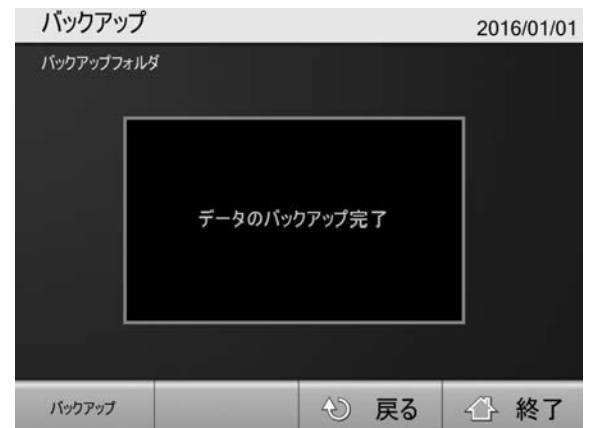 バックアップ
2016/01/01
バックアップフォルダ
データのバックアップ完了
バックアップ
戻る
終了